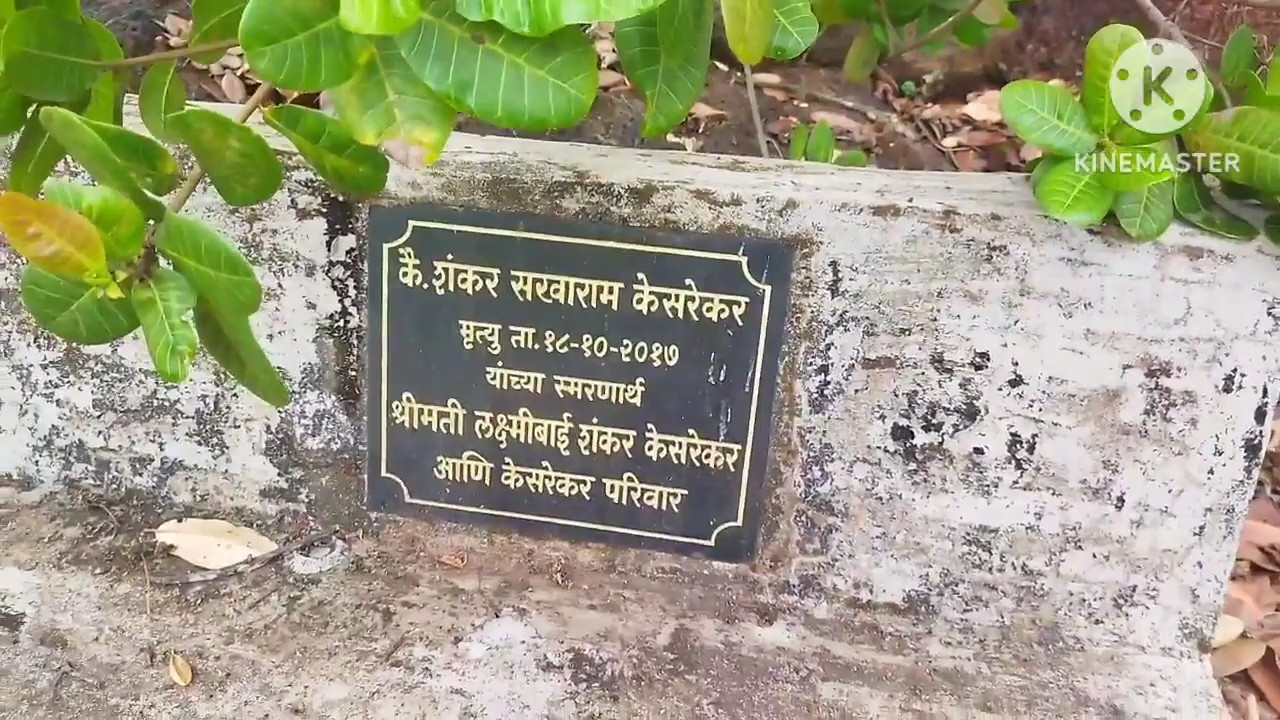 कै. शंकर सखाराम केसरेकर
मृत्यु ता. १८-१०-२०१७
यांच्या स्मरणार्थ
श्रीमती लक्ष्मीबाई शंकर केसरेकर
आणि केसरेकर परिवार
K
KINEMASTER